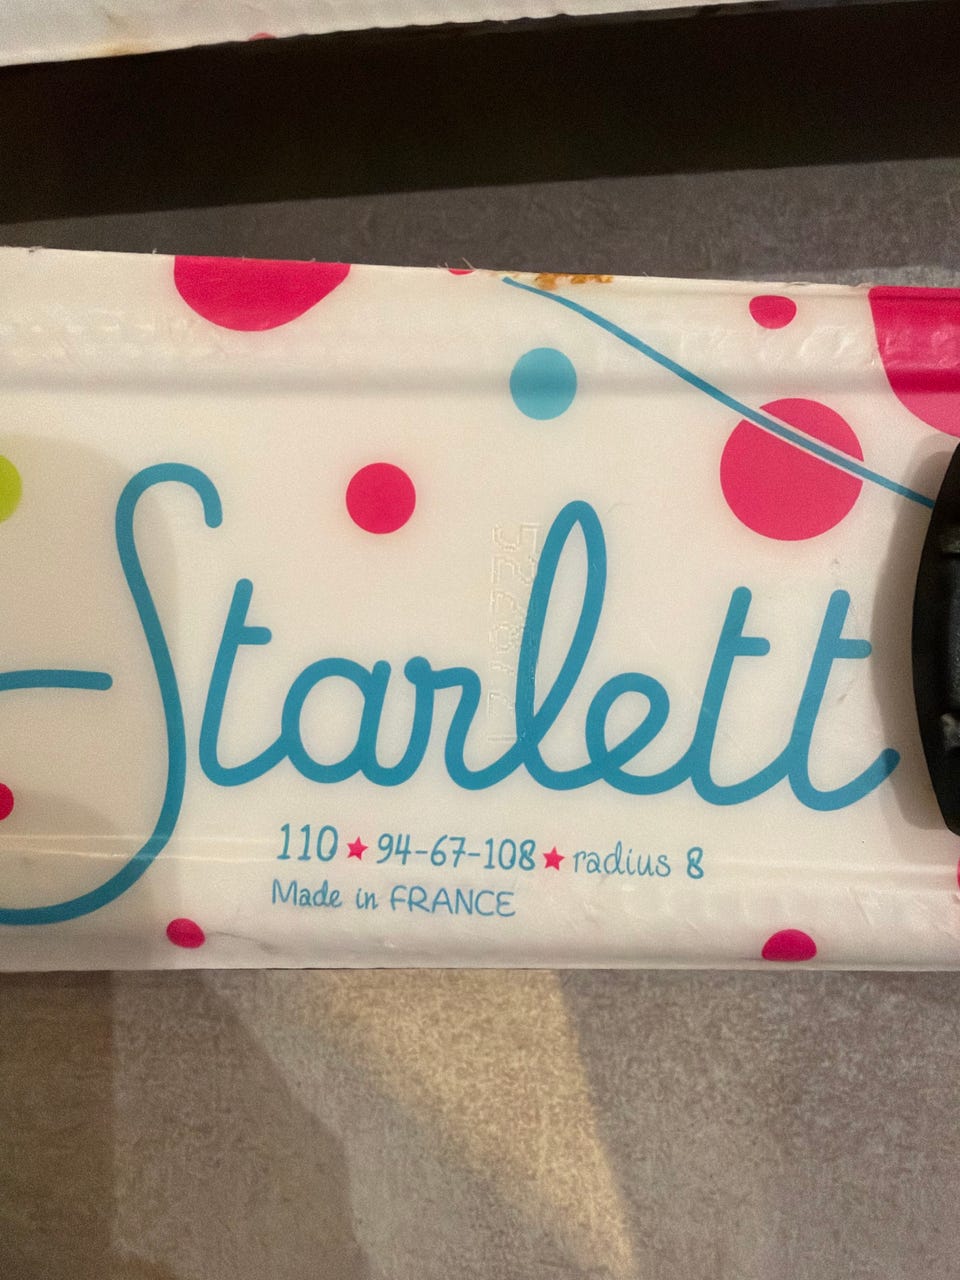 Starlett
110 ★ 94-67-108 ★ radius 8
Made in FRANCE